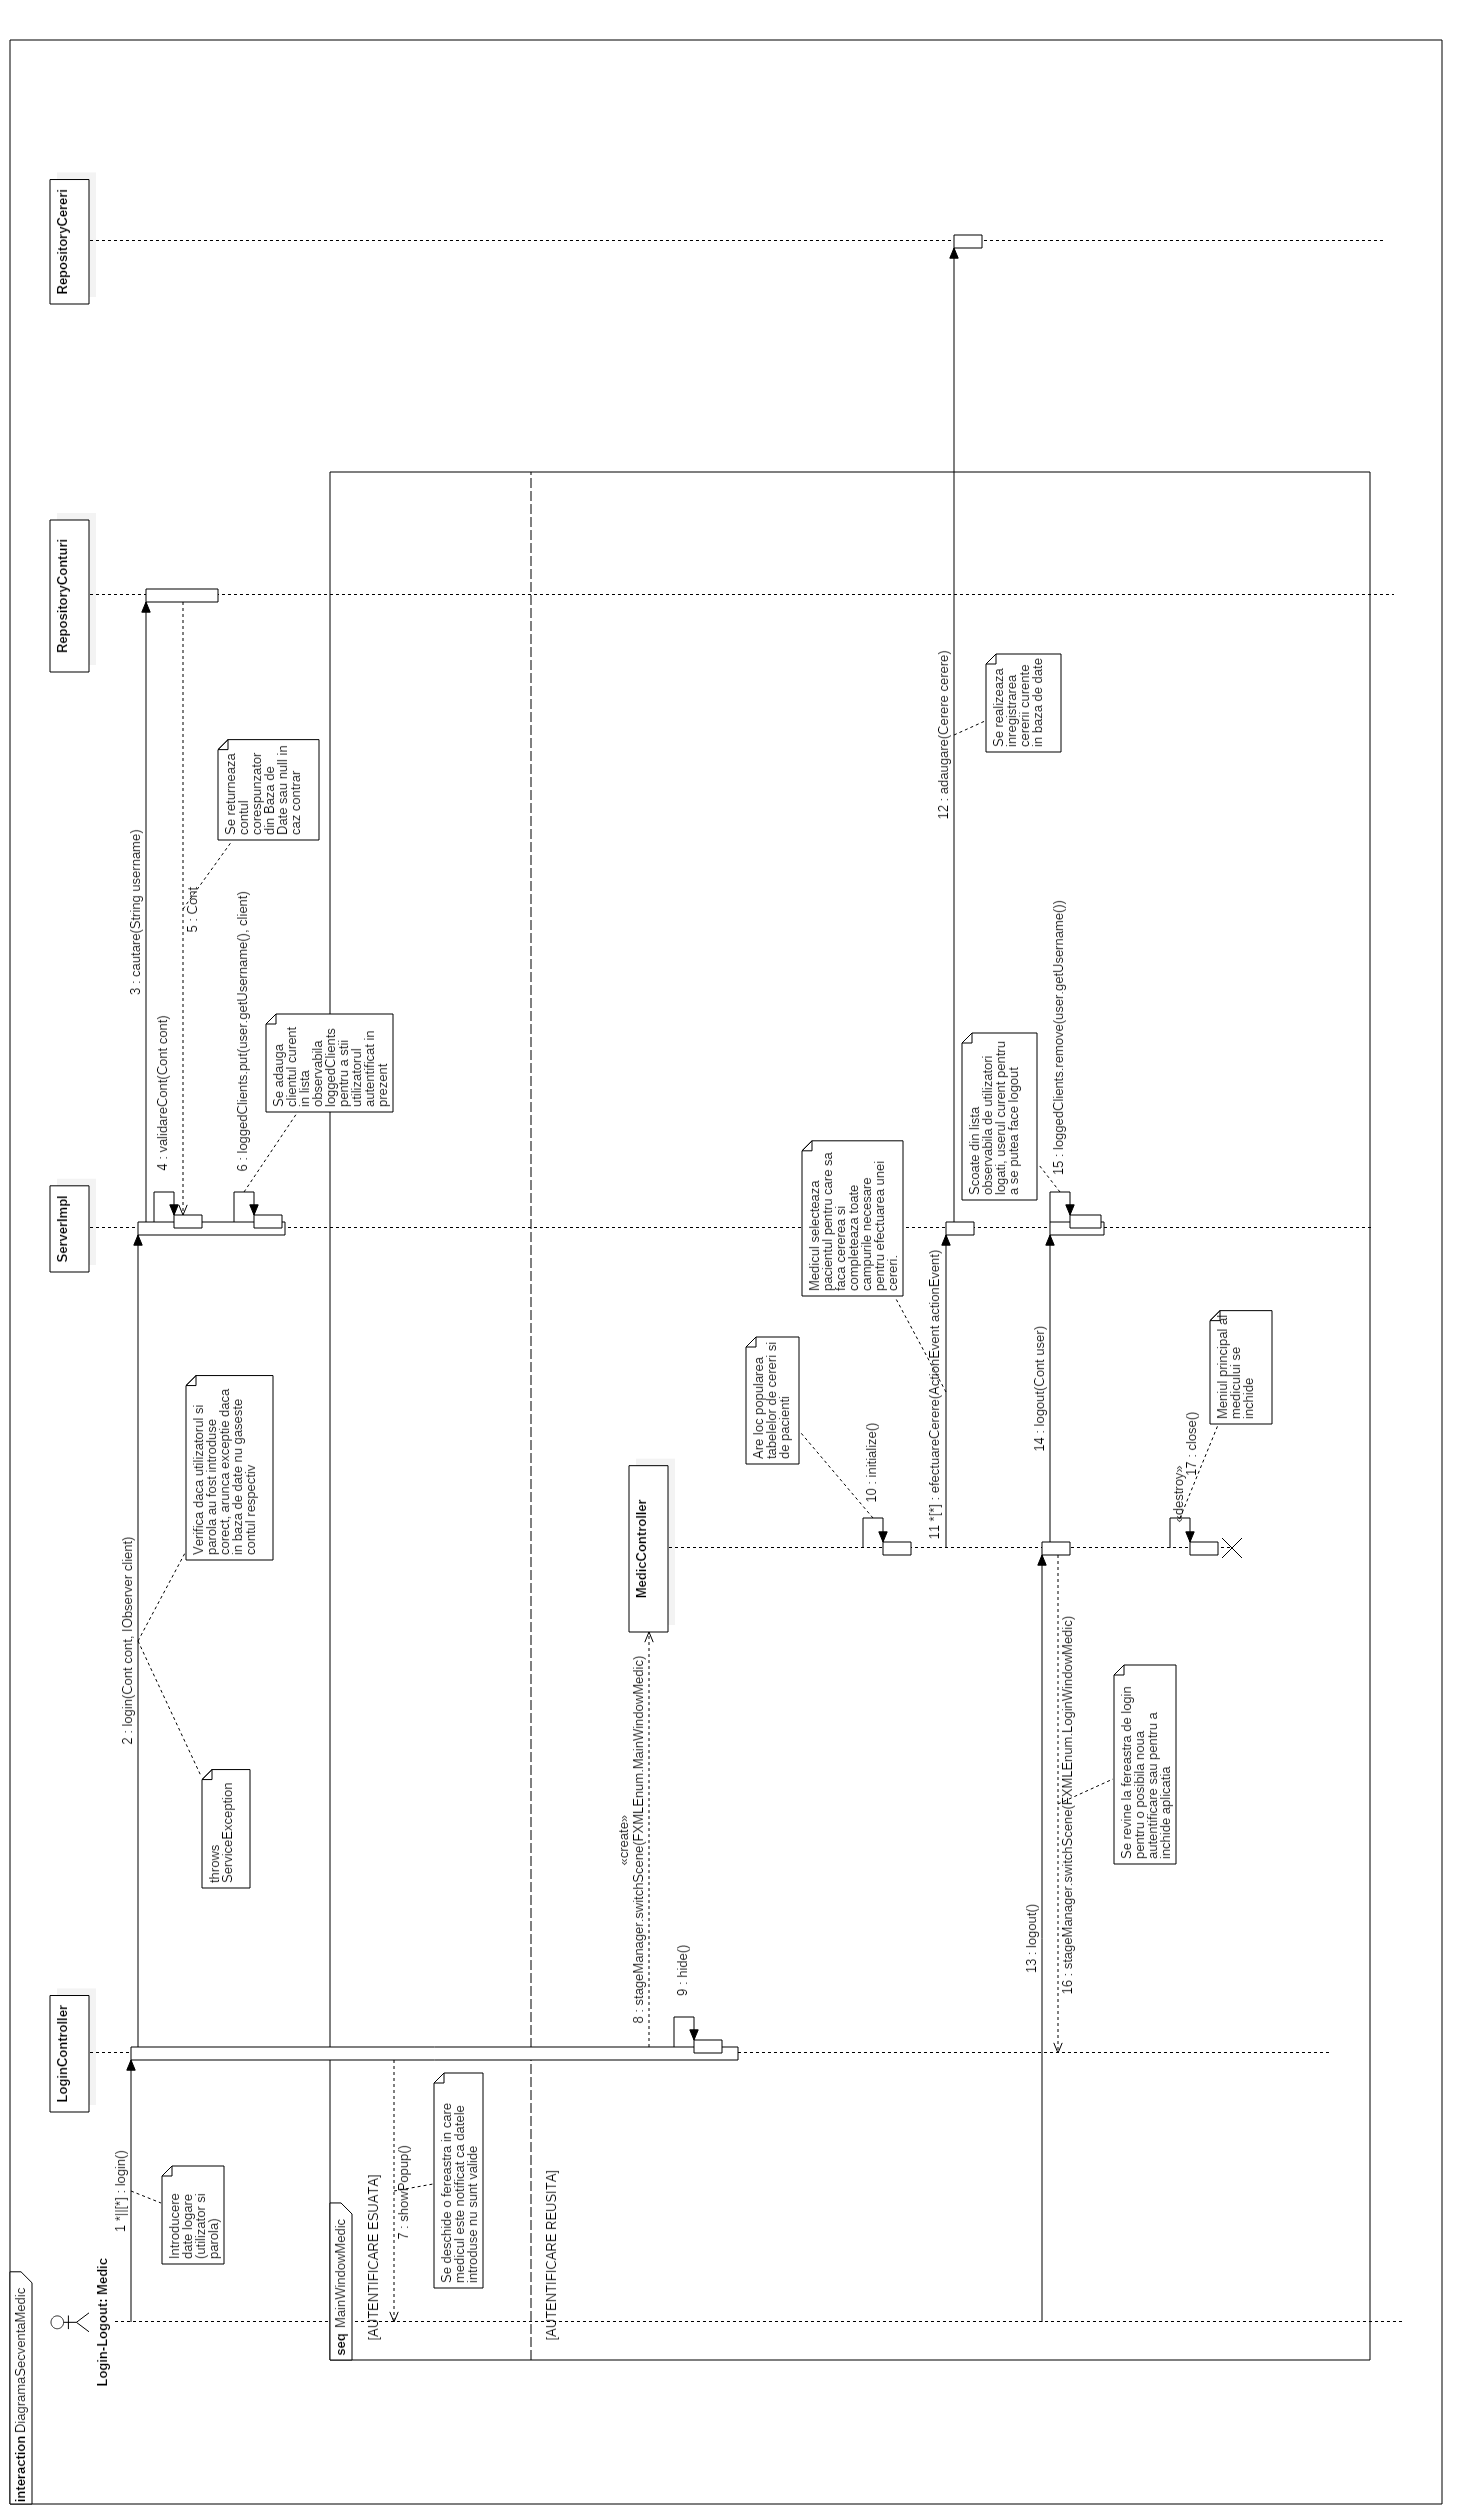 interaction DiagramaSecventaMedic
Login-Logout: Medic
LoginController
ServerImpl
RepositoryConturi
RepositoryCereri
1 *||[*] : login()
Introducere
date logare
(utilizator si
parola)
2 : login(Cont cont, IObserver client)
throws
ServiceException
Verifica daca utilizatorul si
parola au fost introduse
corect, arunca exceptie daca
in baza de date nu gaseste
contul respectiv
3 : cautare(String username)
4 : validareCont(Cont cont)
5 : Cont
Se returneaza
contul
corespunzator
din Baza de
Date sau null in
caz contrar
6 : loggedClients.put(user.getUsername(), client)
Se adauga
clientul curent
in lista
observabila
loggedClients
pentru a stii
utilizatorul
autentificat in
prezent
seq MainWindowMedic
[AUTENTIFICARE ESUATA]
7 : showPopup()
Se deschide o fereastra in care
medicul este notificat ca datele
introduse nu sunt valide
[AUTENTIFICARE REUSITA]
«create»
8 : stageManager.switchScene(FXMLEnum.MainWindowMedic)
MedicController
9 : hide()
Are loc popularea
tabelelor de cereri si
de pacienti
10 : initialize()
Medicul selecteaza
pacientul pentru care sa
faca cererea si
completeaza toate
campurile necesare
pentru efectuarea unei
cereri.
11 *[*] : efectuareCerere(ActionEvent actionEvent)
12 : adaugare(Cerere cerere)
Se realizeaza
inregistrarea
cererii curente
in baza de date
13 : logout()
14 : logout(Cont user)
Scoate din lista
observabila de utilizatori
logati, userul curent pentru
a se putea face logout
15 : loggedClients.remove(user.getUsername())
16 : stageManager.switchScene(FXMLEnum.LoginWindowMedic)
Se revine la fereastra de login
pentru o posibila noua
autentificare sau pentru a
inchide aplicatia
«destroy»
17 : close()
Meniul principal al
medicului se
inchide